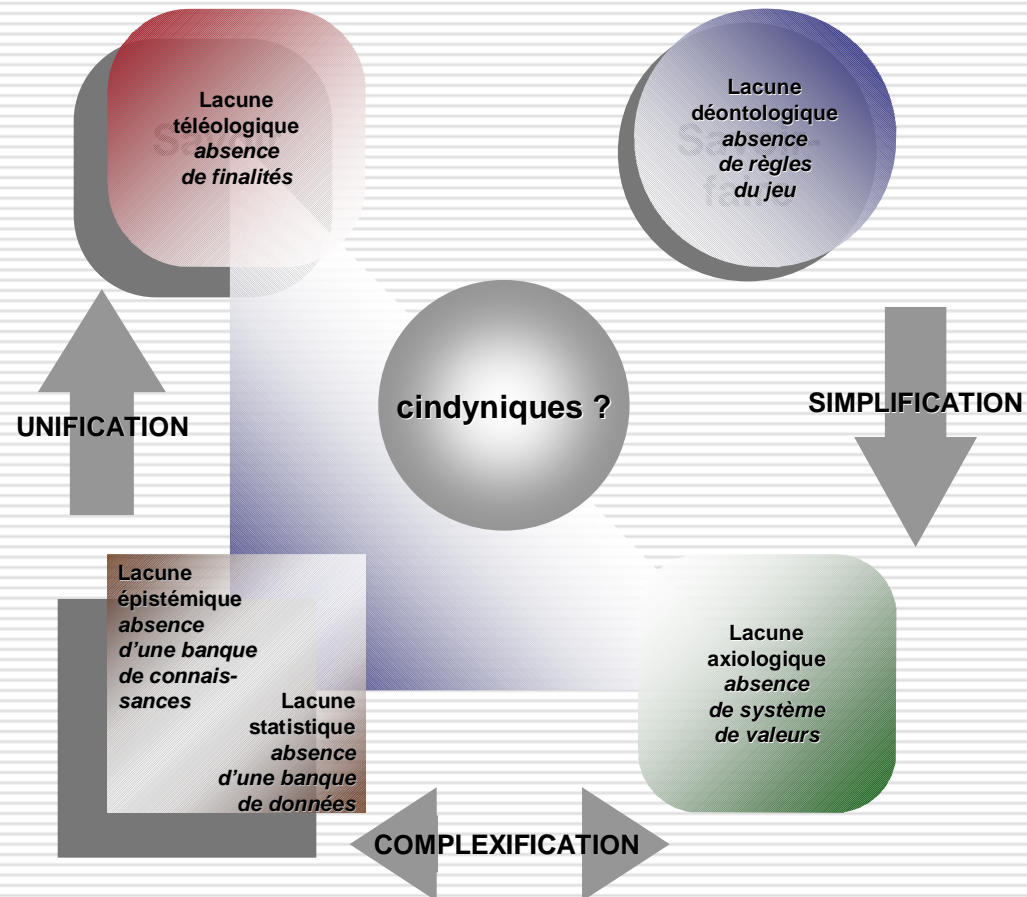 Lacune
téléologique
absence
de finalités
Lacune
déontologique
absence
de règles
du jeu
cindyniques ?
UNIFICATION
SIMPLIFICATION
Lacune
épistémique
absence
d'une banque
de connais-
sances
Lacune
statistique
absence
d'une banque
de données
Lacune
axiologique
absence
de système
de valeurs
COMPLEXIFICATION